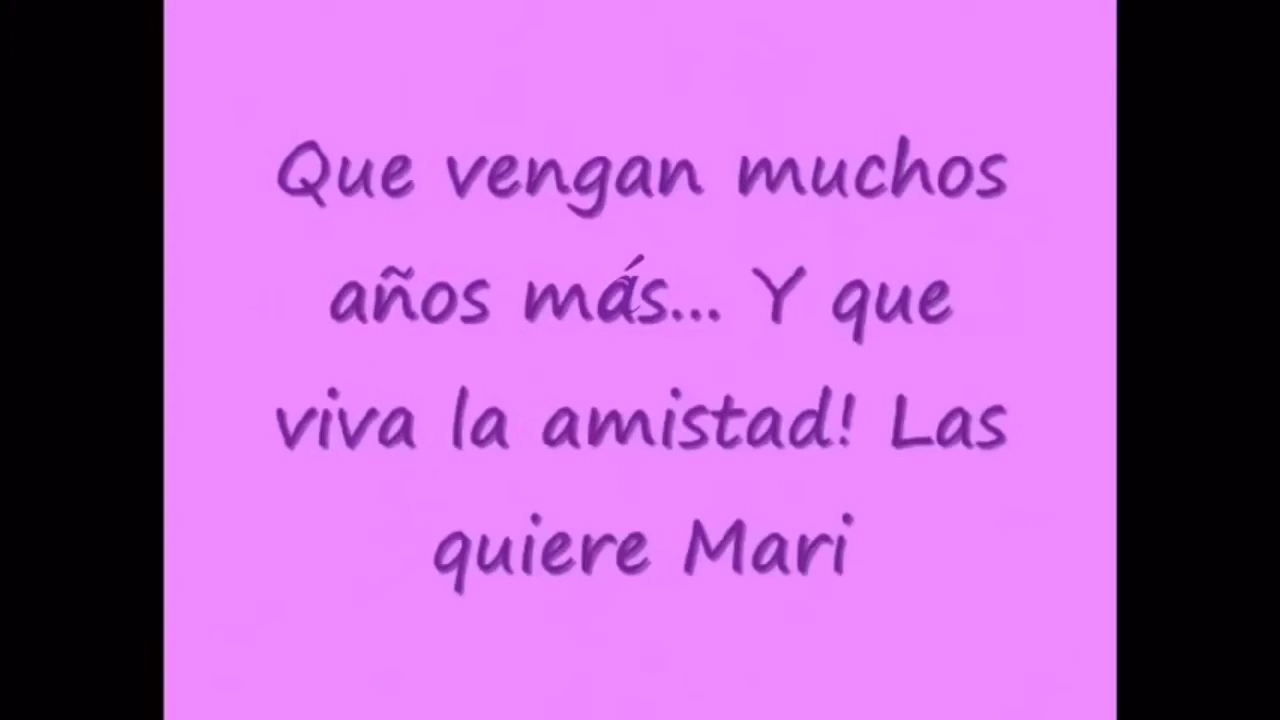 Que vengan muchos
años más... Y que
viva la amistad! Las
quiere Mari